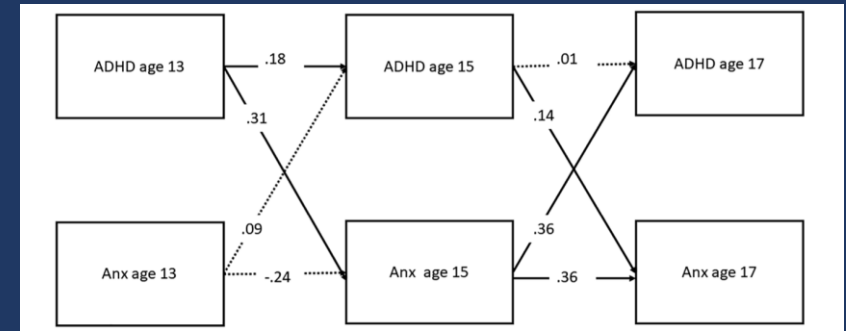 ADHD age 13
.18
ADHD age 15
.01
ADHD age 17
.31
.14
.09
.36
Anx age 13
-.24
Anx age 15
.36
Anx age 17